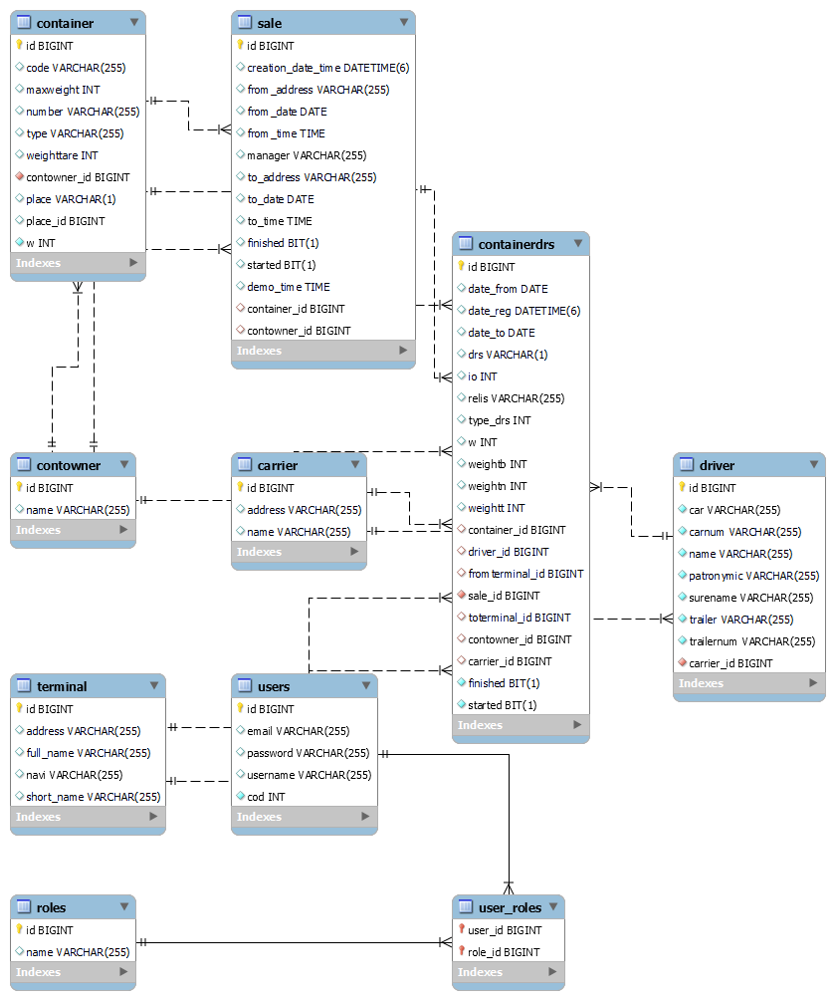 container
id BIGINT
code VARCHAR(255)
maxweight INT
number VARCHAR(255)
type VARCHAR(255)
weighttare INT
contowner_id BIGINT
place VARCHAR(1)
place_id BIGINT
w INT
Indexes
sale
id BIGINT
creation_date_time DATETIME(6)
from_address VARCHAR(255)
from_date DATE
from_time TIME
manager VARCHAR(255)
to_address VARCHAR(255)
to_date DATE
to_time TIME
finished BIT(1)
started BIT(1)
demo_time TIME
container_id BIGINT
contowner_id BIGINT
Indexes
containerdrs
id BIGINT
date_from DATE
date_reg DATETIME(6)
date_to DATE
drs VARCHAR(1)
io INT
relis VARCHAR(255)
type_drs INT
w INT
weightb INT
weightn INT
weightt INT
container_id BIGINT
driver_id BIGINT
fromterminal_id BIGINT
sale_id BIGINT
toterminal_id BIGINT
contowner_id BIGINT
carrier_id BIGINT
finished BIT(1)
started BIT(1)
Indexes
contowner
id BIGINT
name VARCHAR(255)
Indexes
carrier
id BIGINT
address VARCHAR(255)
name VARCHAR(255)
Indexes
driver
id BIGINT
car VARCHAR(255)
carnum VARCHAR(255)
name VARCHAR(255)
patronymic VARCHAR(255)
surename VARCHAR(255)
trailer VARCHAR(255)
trailernum VARCHAR(255)
carrier_id BIGINT
Indexes
terminal
id BIGINT
address VARCHAR(255)
full_name VARCHAR(255)
navi VARCHAR(255)
short_name VARCHAR(255)
Indexes
users
id BIGINT
email VARCHAR(255)
password VARCHAR(255)
username VARCHAR(255)
cod INT
Indexes
roles
id BIGINT
name VARCHAR(255)
Indexes
user_roles
user_id BIGINT
role_id BIGINT
Indexes